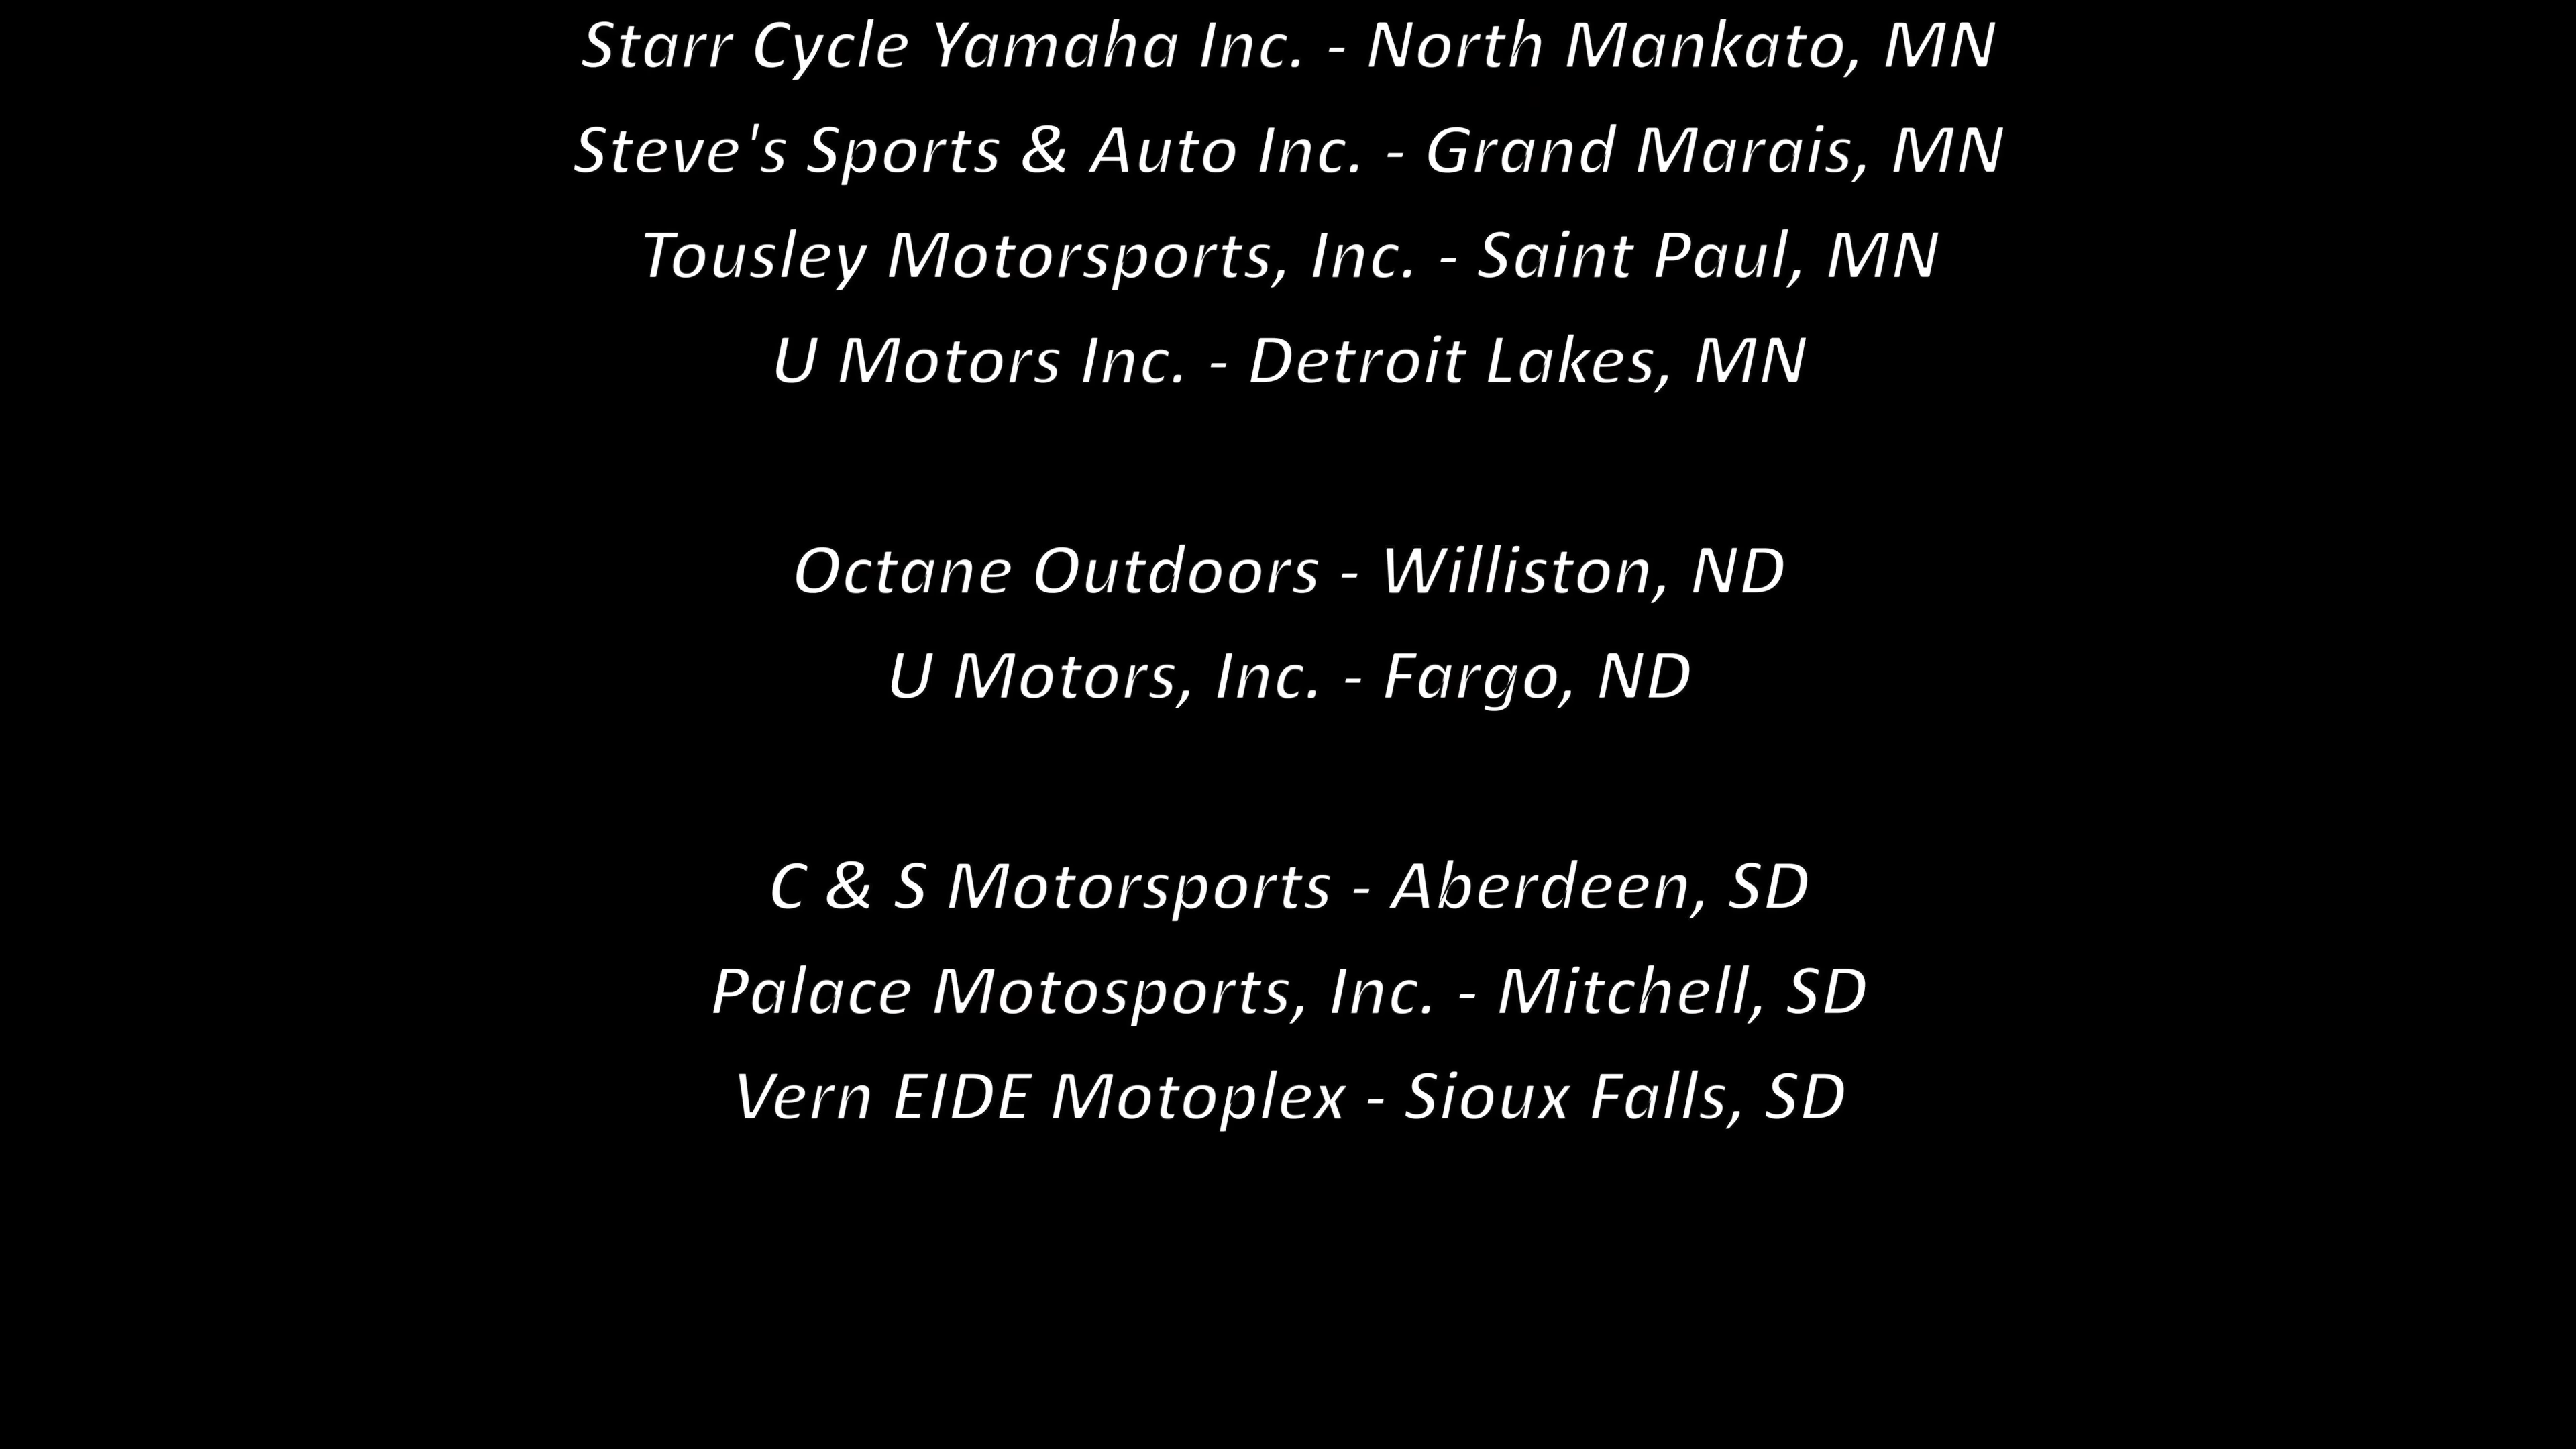 Starr Cycle Yamaha Inc. - North Mankato, MN
Steve's Sports & Auto Inc. - Grand Marais, MN
Tousley Motorsports, Inc. - Saint Paul, MN
U Motors Inc. - Detroit Lakes, MN
Octane Outdoors - Williston, ND
U Motors, Inc. - Fargo, ND
C & S Motorsports - Aberdeen, SD
Palace Motosports, Inc. - Mitchell, SD
Vern EIDE Motoplex - Sioux Falls, SD